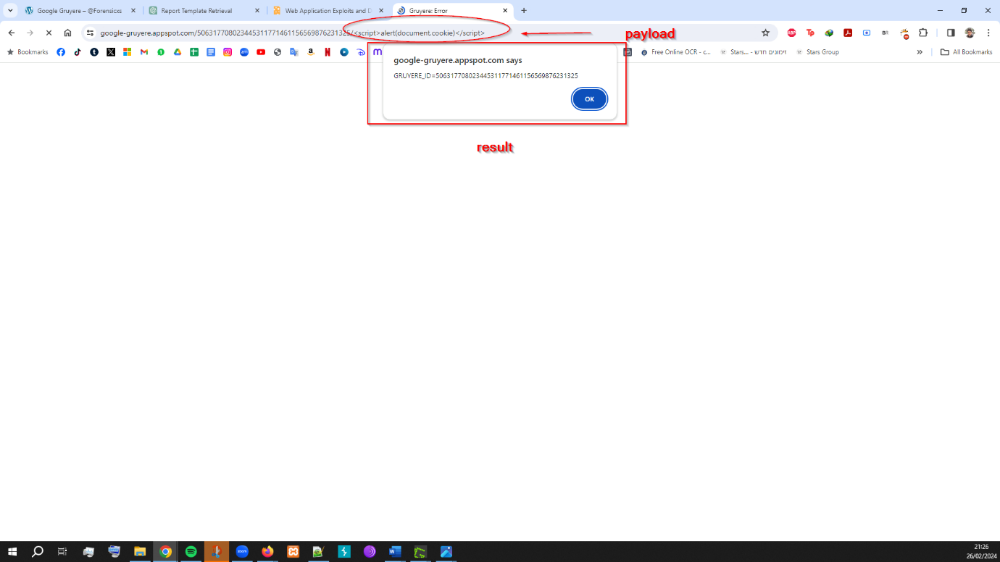 Google Gruyere – @Forensicxs
Report Template Retrieval
Web Application Exploits and D
Gruyere: Error
google-gruyere.appspot.com/506317708023445311771461156569876231325/<script>alert(document.cookie)</script>
payload
Bookmarks
Free Online OCR - c...
Stars... - זימונים חדש
Stars Group
All Bookmarks
google-gruyere.appspot.com says
GRUYERE_ID=506317708023445311771461156569876231325
OK
result
21:26
26/02/2024